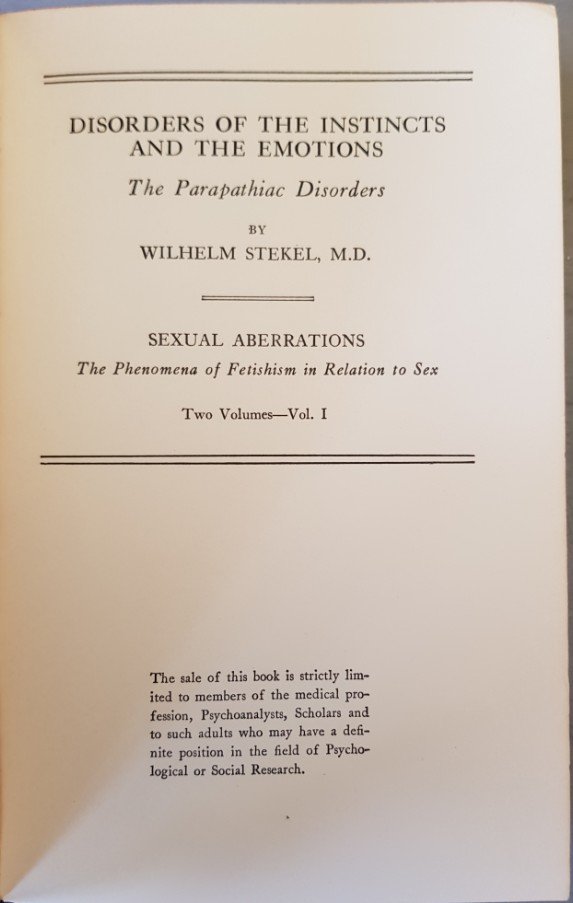 DISORDERS OF THE INSTINCTS
AND THE EMOTIONS
The Parapathiac Disorders
BY
WILHELM STEKEL, M.D.
SEXUAL ABERRATIONS
The Phenomena of Fetishism in Relation to Sex
Two Volumes—Vol. I
The sale of this book is strictly lim-
ited to members of the medical pro-
fession, Psychoanalysts, Scholars and
to such adults who may have a defi-
nite position in the field of Psycho-
logical or Social Research.